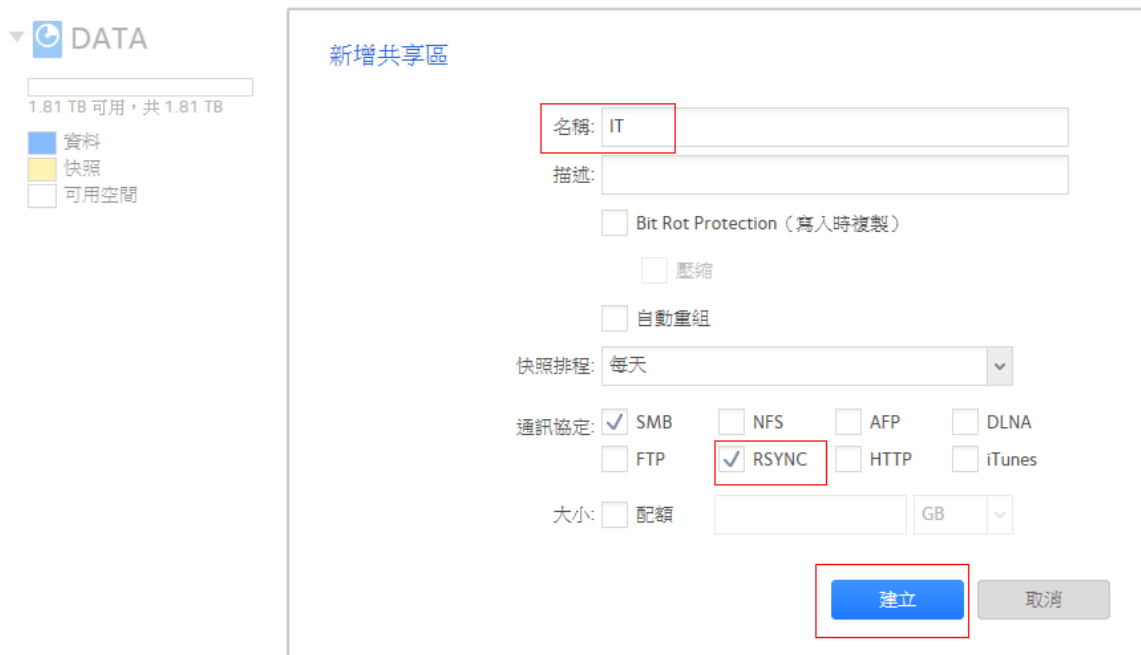 DATA
1.81 TB 可用，共 1.81 TB
資料
快照
可用空間
新增共享區
名稱: IT
描述:
Bit Rot Protection（寫入時複製）
壓縮
自動重組
快照排程: 每天
通訊協定: SMB NFS AFP DLNA
FTP RSYNC HTTP iTunes
大小: 配額 GB
建立 取消